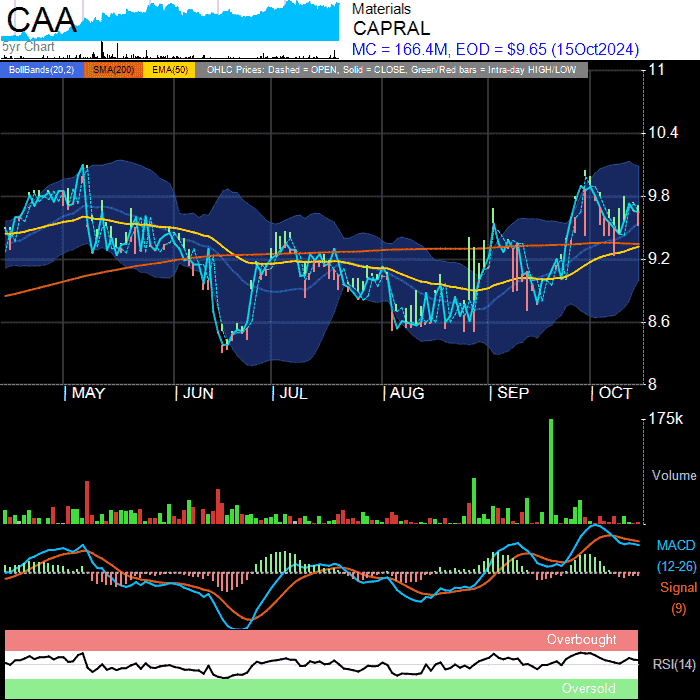 CAA
5yr Chart
Materials
CAPRAL
MC = 166.4M, EOD = $9.65 (15Oct2024)
BollBands(20,2) SMA(200) EMA(50) OHLC Prices: Dashed = OPEN, Solid = CLOSE, Green/Red bars = Intra-day HIGH/LOW
11
10.4
9.8
9.2
8.6
8
MAY JUN JUL AUG SEP OCT
175k
Volume
MACD
(12-26)
Signal
(9)
Overbought
RSI(14)
Oversold